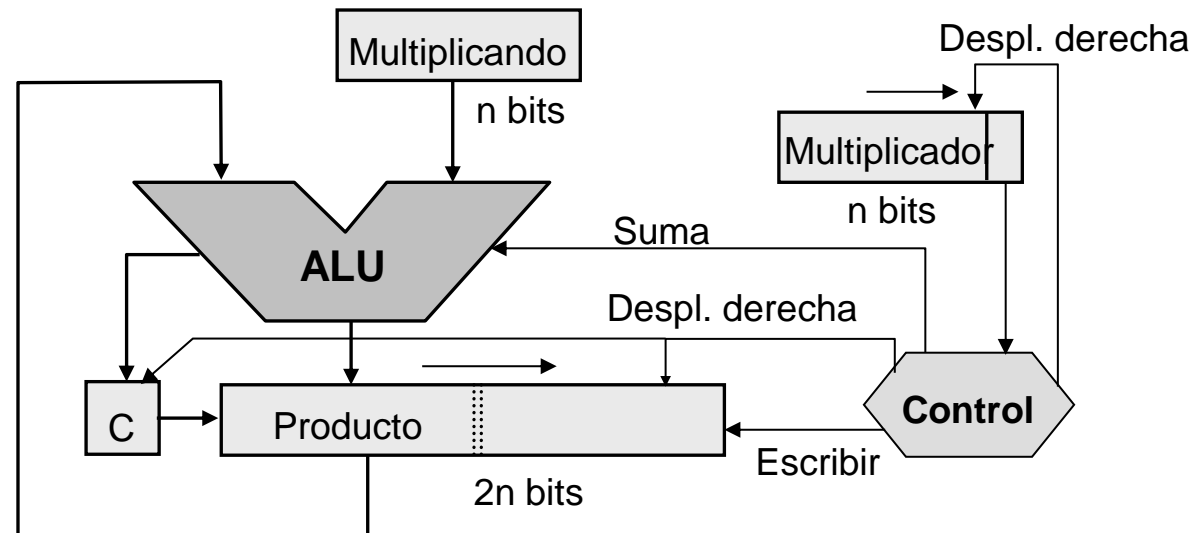 Despl. derecha
Multiplicando
n bits
Multiplicador
n bits
Suma
ALU
Despl. derecha
C
Producto
Control
Escribir
2n bits